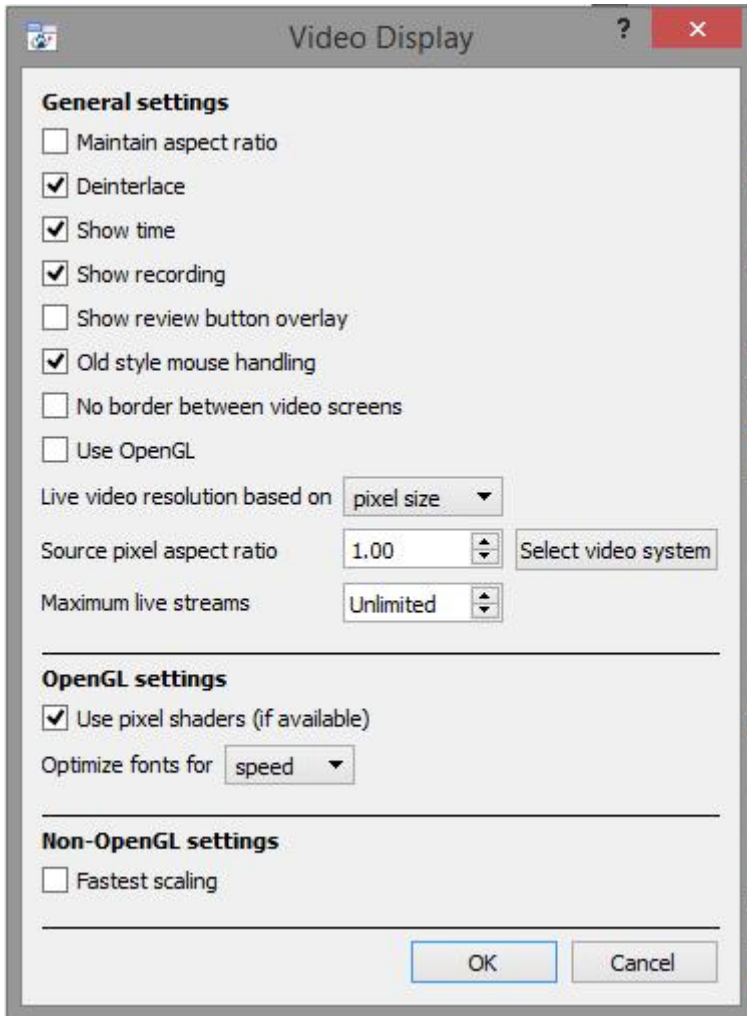 Video Display
?
General settings
Maintain aspect ratio
Deinterlace
Show time
Show recording
Show review button overlay
Old style mouse handling
No border between video screens
Use OpenGL
Live video resolution based on pixel size
Source pixel aspect ratio 1.00 Select video system
Maximum live streams Unlimited
OpenGL settings
Use pixel shaders (if available)
Optimize fonts for speed
Non-OpenGL settings
Fastest scaling
OK Cancel